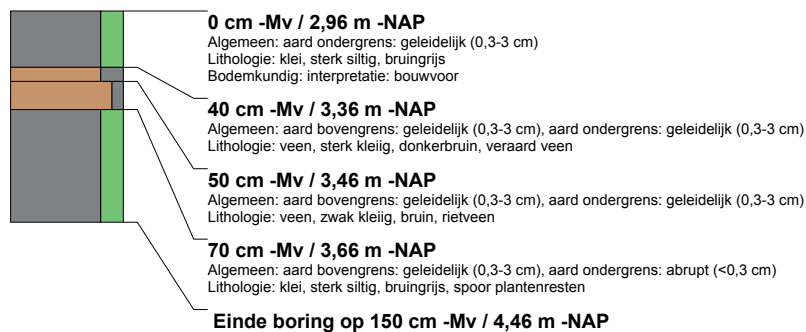 0 cm -Mv / 2,96 m -NAP
Algemeen: aard ondergrens: geleidelijk (0,3-3 cm)
Lithologie: klei, sterk siltig, bruingrijs
Bodemkundig: interpretatie: bouwvoor
40 cm -Mv / 3,36 m -NAP
Algemeen: aard bovengrens: geleidelijk (0,3-3 cm), aard ondergrens: geleidelijk (0,3-3 cm)
Lithologie: veen, sterk kleiig, donkerbruin, veraard veen
50 cm -Mv / 3,46 m -NAP
Algemeen: aard bovengrens: geleidelijk (0,3-3 cm), aard ondergrens: geleidelijk (0,3-3 cm)
Lithologie: veen, zwak kleiig, bruin, rietveen
70 cm -Mv / 3,66 m -NAP
Algemeen: aard bovengrens: geleidelijk (0,3-3 cm), aard ondergrens: abrupt (<0,3 cm)
Lithologie: klei, sterk siltig, bruingrijs, spoor plantenresten
Einde boring op 150 cm -Mv / 4,46 m -NAP